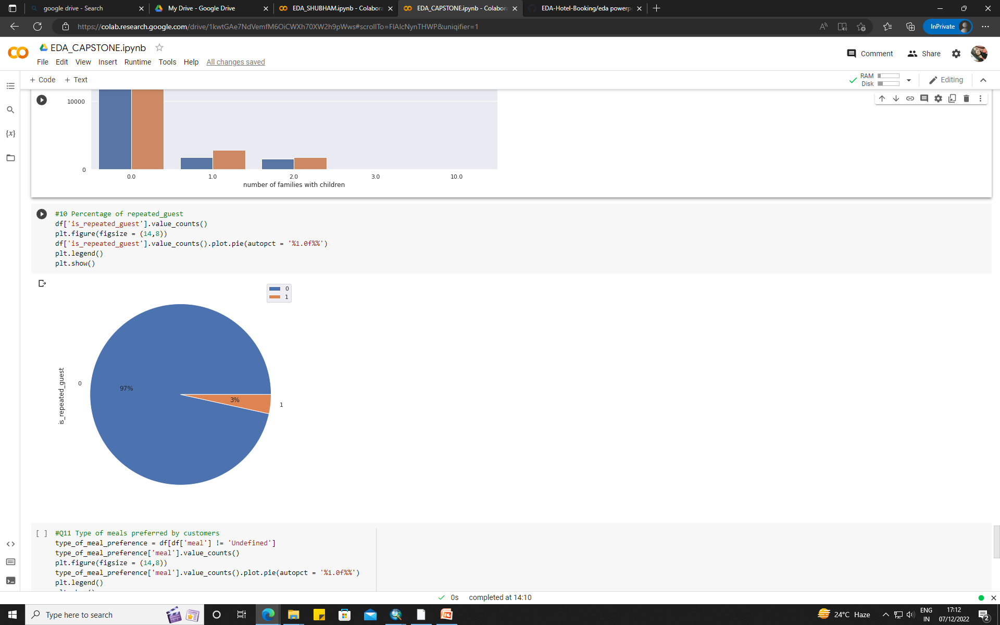 google drive - Search
My Drive - Google Drive
EDA_SHUBHAM.ipynb - Colabora
EDA_CAPSTONE.ipynb - Colabora
EDA-Hotel-Booking/eda powerp
https://colab.research.google.com/drive/1kwtGAe7NdVemfM6OiCWXh70XW2h9pWws#scrollTo=FIAIcNynTHWP&uniqifier=1
InPrivate
EDA_CAPSTONE.ipynb
File Edit View Insert Runtime Tools Help All changes saved
Comment Share
+ Code + Text
RAM
Disk
Editing
10000
0
0.0 1.0 2.0 3.0 10.0
number of families with children
#10 Percentage of repeated_guest
df['is_repeated_guest'].value_counts()
plt.figure(figsize = (14,8))
df['is_repeated_guest'].value_counts().plot.pie(autopct = '%1.0f%%')
plt.legend()
plt.show()
0
1
is_repeated_guest
0
97%
3%
1
[ ]
#Q11 Type of meals preferred by customers
type_of_meal_preference = df[df['meal'] != 'Undefined']
type_of_meal_preference['meal'].value_counts()
plt.figure(figsize = (14,8))
type_of_meal_preference['meal'].value_counts().plot.pie(autopct = '%1.0f%%')
plt.legend()
0s completed at 14:10
Type here to search
24°C Haze
ENG
IN
17:12
07/12/2022
2